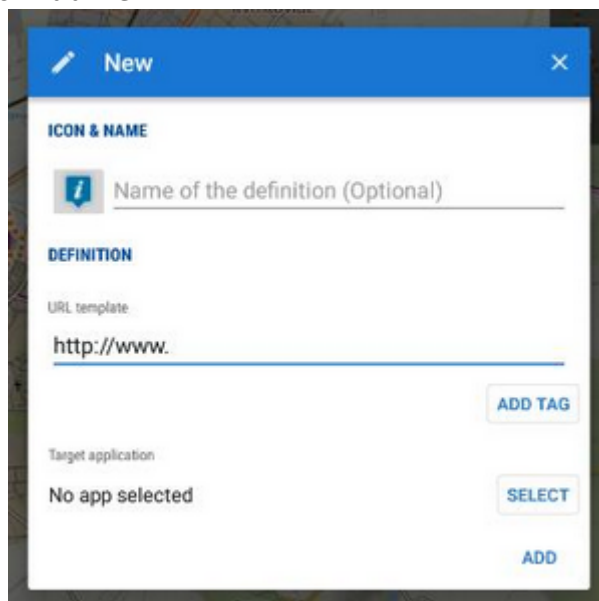 New
ICON & NAME
i
Name of the definition (Optional)
DEFINITION
URL template
http://www.
ADD TAG
Target application
No app selected
SELECT
ADD